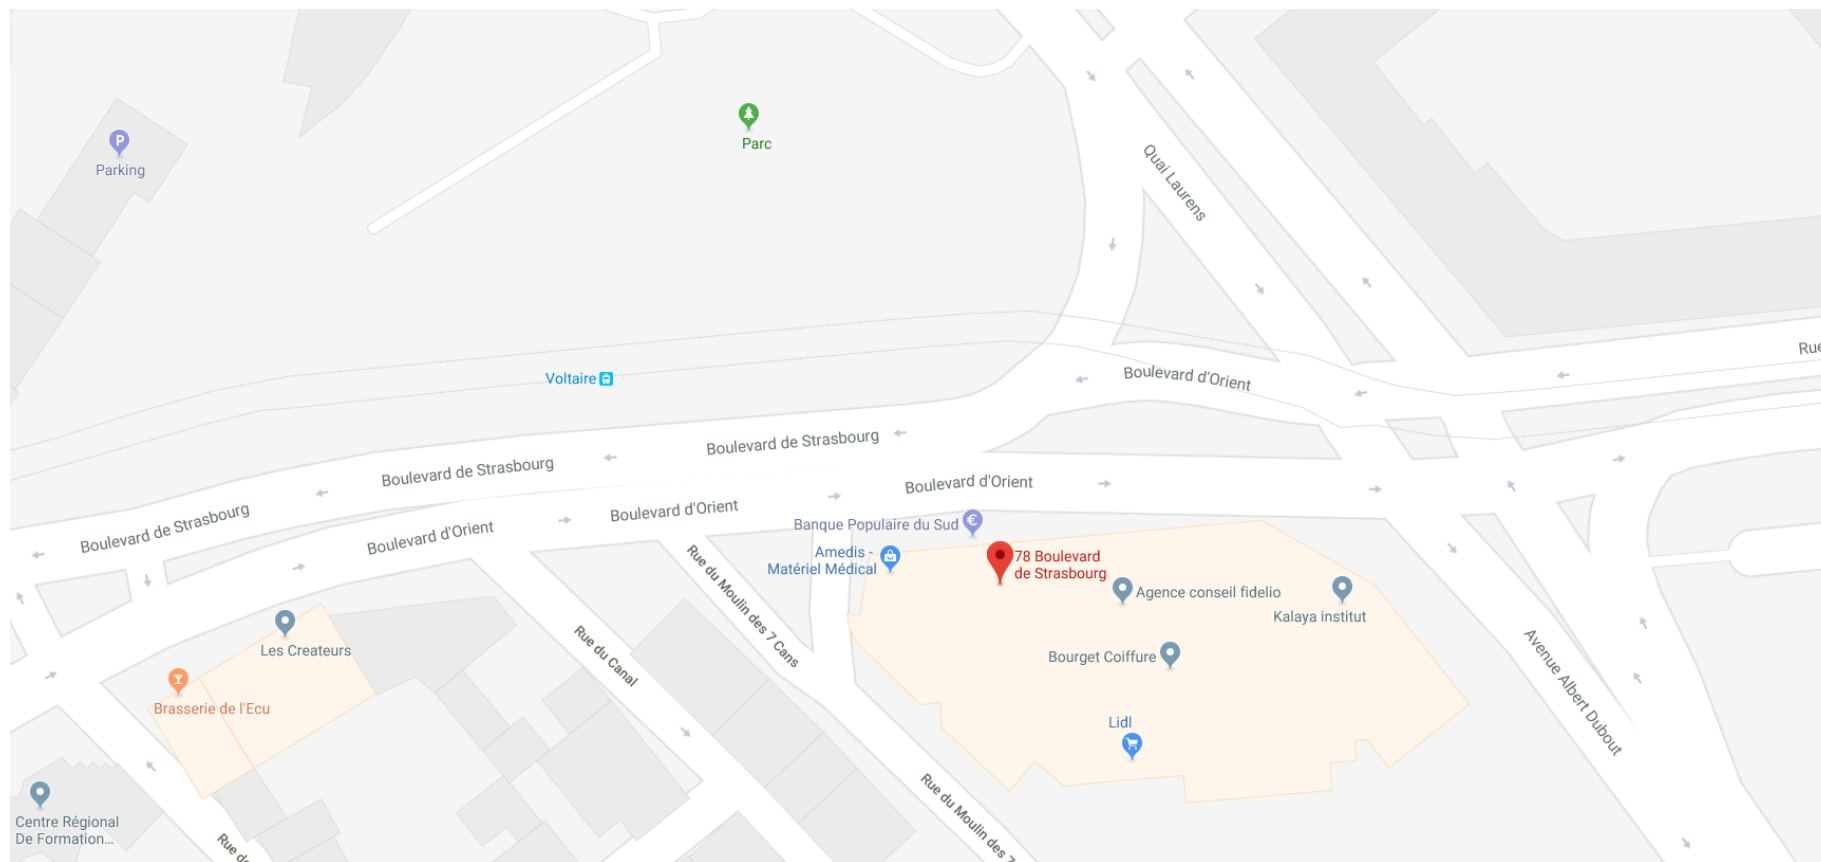 Parking
Parc
Quai Laurens
Rue
Voltaire
Boulevard d'Orient
Boulevard de Strasbourg
Boulevard de Strasbourg
Boulevard de Strasbourg
Boulevard d'Orient
Boulevard d'Orient
Boulevard d'Orient
Banque Populaire du Sud
Amedis -
Matériel Médical
78 Boulevard
de Strasbourg
Agence conseil fidelio
Kalaya institut
Bourget Coiffure
Lidl
Rue du Moulin des 7 Cans
Rue du Canal
Les Createurs
Brasserie de l'Ecu
Avenue Albert Dubout
Centre Régional
De Formation...
Rue de
Rue du Moulin des 7
P
€